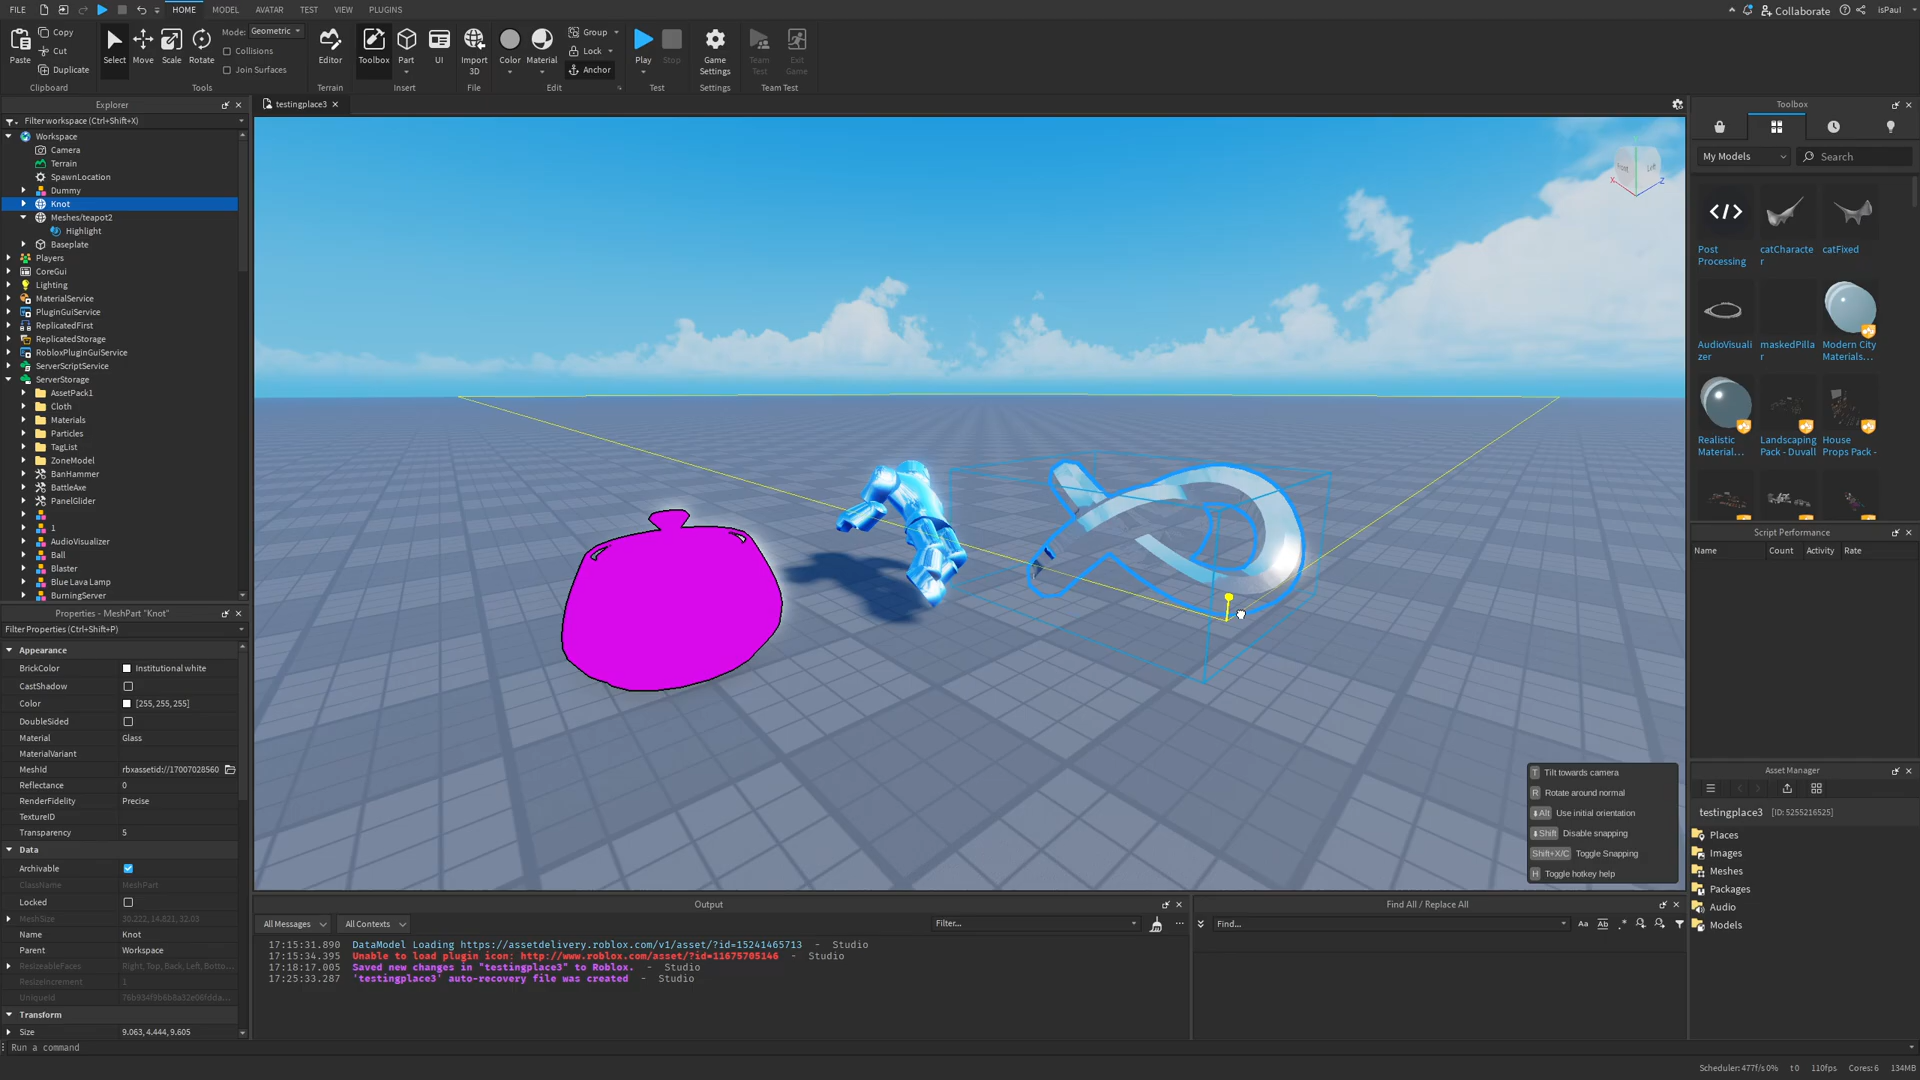 FILE
HOME
MODEL
AVATAR
TEST
VIEW
PLUGINS
Collaborate
isPaul
Paste
Copy
Cut
Duplicate
Clipboard
Select
Move
Scale
Rotate
Mode:
Geometric
Collisions
Join Surfaces
Tools
Editor
Terrain
Toolbox
Part
UI
Insert
Import
3D
File
Color
Material
Group
Lock
Anchor
Edit
Play
Stop
Test
Game
Settings
Settings
Team
Test
Exit
Game
Team Test
Explorer
Filter workspace (Ctrl+Shift+X)
Workspace
Camera
Terrain
SpawnLocation
Dummy
Knot
Meshes/teapot2
Highlight
Baseplate
Players
CoreGui
Lighting
MaterialService
PluginGuiService
ReplicatedFirst
ReplicatedStorage
RobloxPluginGuiService
ServerScriptService
ServerStorage
AssetPack1
Cloth
Materials
Particles
TagList
ZoneModel
BanHammer
BattleAxe
PanelGlider
1
AudioVisualizer
Ball
Blaster
Blue Lava Lamp
BurningServer
Properties - MeshPart "Knot"
Filter Properties (Ctrl+Shift+P)
Appearance
BrickColor Institutional white
CastShadow
Color [255, 255, 255]
DoubleSided
Material Glass
MaterialVariant
MeshId rbxassetid://17007028560
Reflectance 0
RenderFidelity Precise
TextureID
Transparency 5
Data
Archivable
ClassName MeshPart
Locked
MeshSize 30.222, 14.821, 32.03
Name Knot
Parent Workspace
ResizeableFaces Right, Top, Back, Left, Botto...
ResizeIncrement 1
UniqueId
Transform
Size 9.063, 4.444, 9.605
Run a command
testingplace3
Left
X
Z
T Tilt towards camera
R Rotate around normal
Alt Use initial orientation
Shift Disable snapping
Shift+X/C Toggle Snapping
H Toggle hotkey help
Output
All Messages
All Contexts
Filter...
17:15:31.890 DataModel Loading https://assetdelivery.roblox.com/v1/asset/?id=15241465713 - Studio
17:15:34.395 Unable to load plugin icon: http://www.roblox.com/asset/?id=11675705146 - Studio
17:18:17.005 Saved new changes in "testingplace3" to Roblox. - Studio
17:25:33.287 'testingplace3' auto-recovery file was created - Studio
Find All / Replace All
Find...
Aa
Ab
.*
Toolbox
My Models
Search
Post
Processing
catCharacte
r
catFixed
AudioVisuali
zer
maskedPilla
r
Modern City
Materials...
Realistic
Material...
Landscaping
Pack - Duvall
House
Props Pack -
Script Performance
Name Count Activity Rate
Asset Manager
testingplace3 [ID: 5255216525]
Places
Images
Meshes
Packages
Audio
Models
Scheduler: 477f/s 0% t 0 110fps Cores: 6 134MB